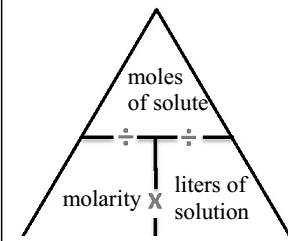 moles
of solute
÷ ÷
molarity X liters of
solution